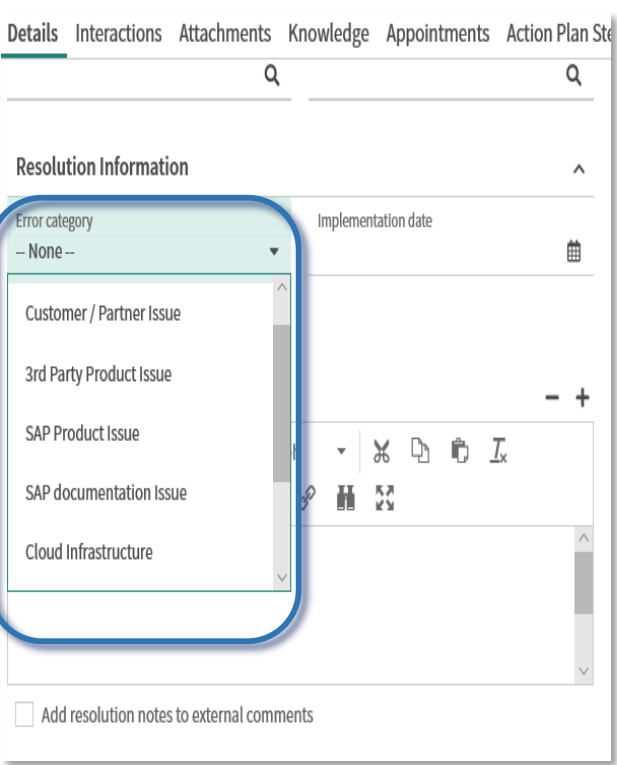 Details Interactions Attachments Knowledge Appointments Action Plan Ste
Resolution Information
Error category Implementation date
-- None --
Customer / Partner Issue
3rd Party Product Issue
SAP Product Issue
SAP documentation Issue
Cloud Infrastructure
Add resolution notes to external comments